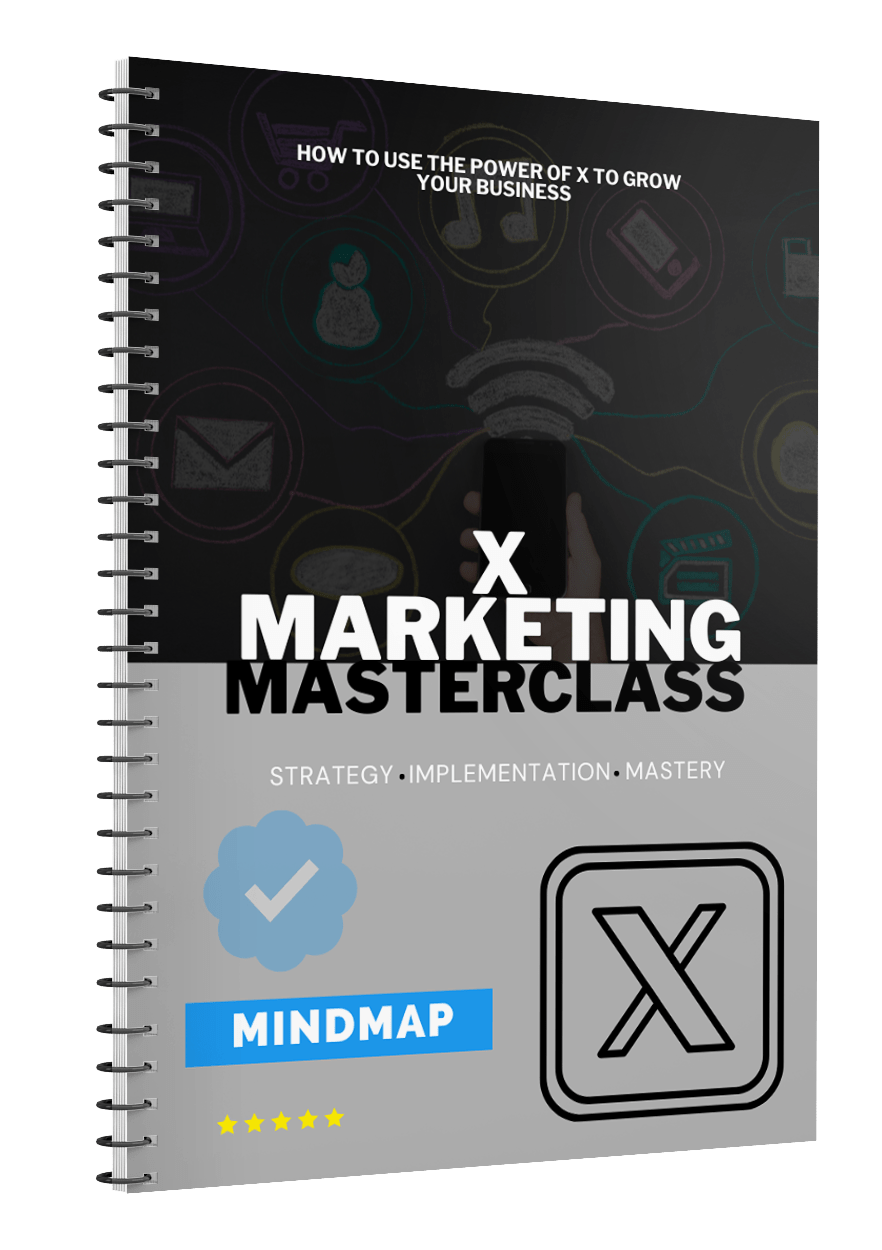 HOW TO USE THE POWER OF X TO GROW
YOUR BUSINESS
X
MARKETING
MASTERCLASS
STRATEGY • IMPLEMENTATION • MASTERY
MINDMAP
X